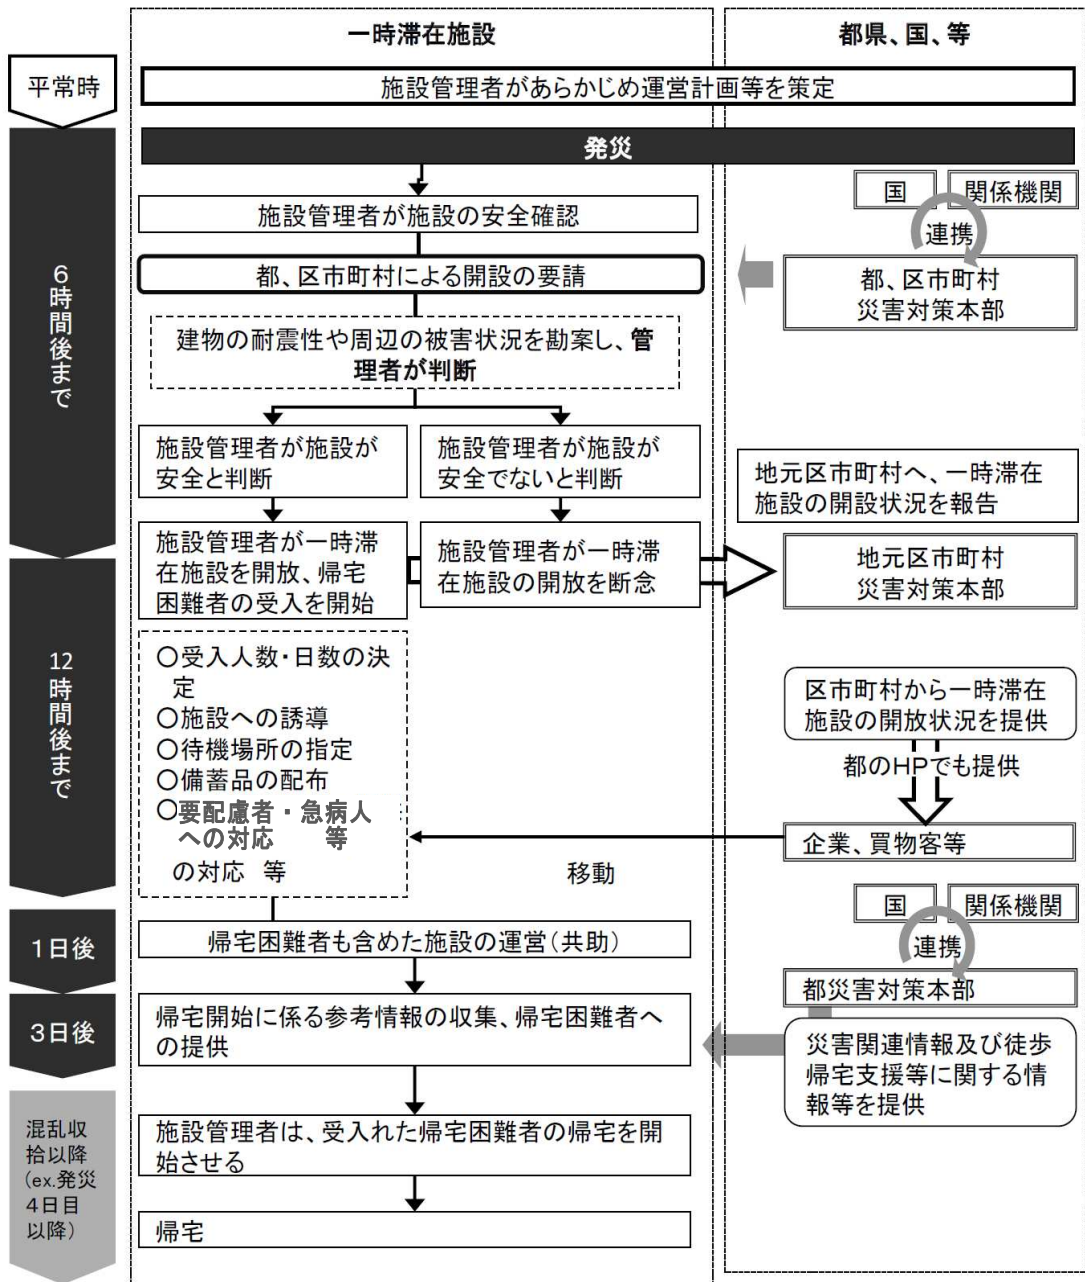 一時滞在施設
都県、国、等
平常時
施設管理者があらかじめ運営計画等を策定
発災
6時間後まで
施設管理者が施設の安全確認
国
関係機関
連携
都、区市町村による開設の要請
都、区市町村
災害対策本部
建物の耐震性や周辺の被害状況を勘案し、管
理者が判断
施設管理者が施設が
安全と判断
施設管理者が施設が
安全でないと判断
地元区市町村へ、一時滞在
施設の開設状況を報告
施設管理者が一時滞
在施設を開放、帰宅
困難者の受入を開始
施設管理者が一時滞
在施設の開放を断念
地元区市町村
災害対策本部
12時間後まで
〇受入人数・日数の決
定
〇施設への誘導
〇待機場所の指定
〇備蓄品の配布
〇要配慮者・急病人
への対応 等
の対応 等
区市町村から一時滞在
施設の開放状況を提供
都のHPでも提供
企業、買物客等
移動
国
関係機関
連携
1日後
帰宅困難者も含めた施設の運営(共助)
都災害対策本部
3日後
帰宅開始に係る参考情報の収集、帰宅困難者へ
の提供
災害関連情報及び徒歩
帰宅支援等に関する情
報等を提供
混乱収
拾以降
(ex.発災
4日目
以降)
施設管理者は、受入れた帰宅困難者の帰宅を開
始させる
帰宅